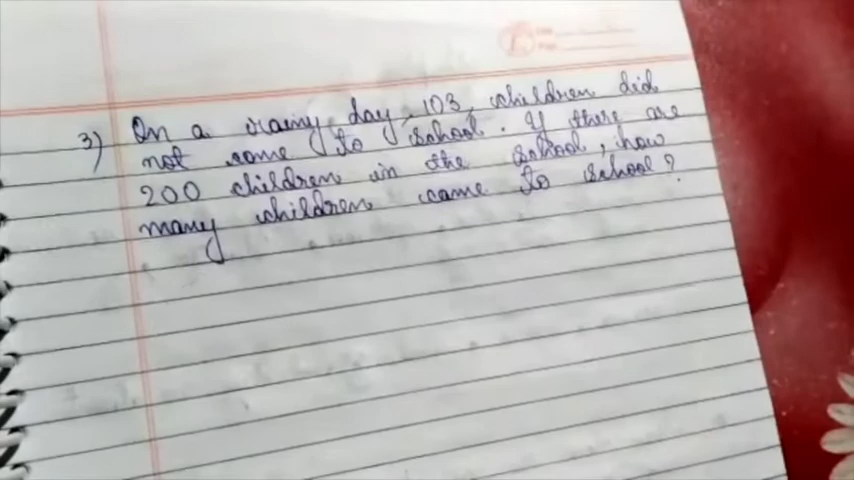 3) On a rainy day, 103, children did
not come to school. If there are
200 children in the school, how
many children came to school?